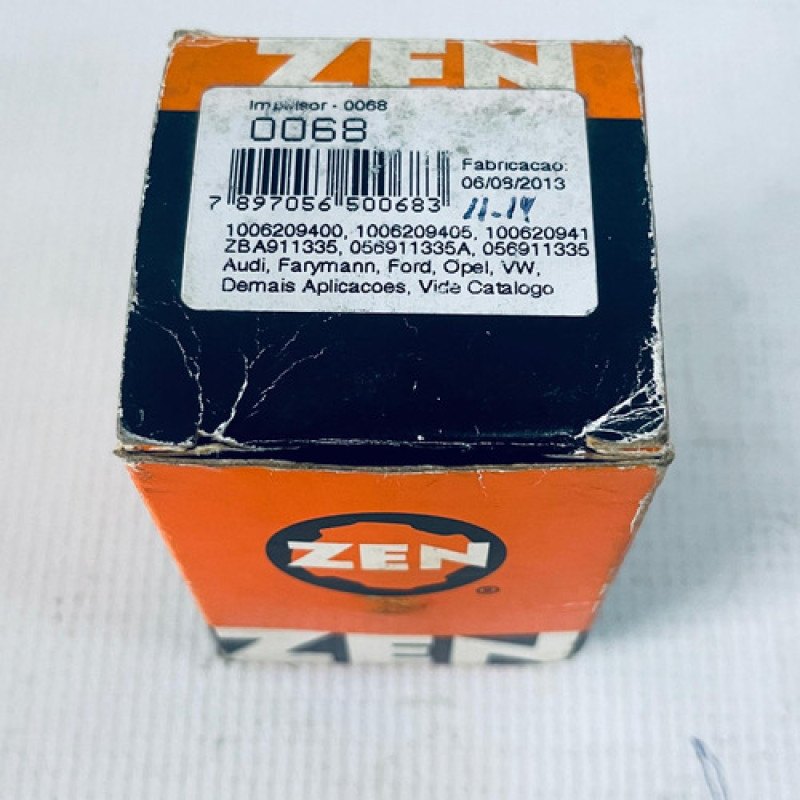 ZEN
Impulsor - 0068
0068
Fabricacao:
06/08/2013
7 897056 500683
11-14
1006209400, 1006209405, 100620941
ZBA911335, 056911335A, 056911335
Audi, Farymann, Ford, Opel, VW,
Demais Aplicacoes, Vide Catalogo
ZEN
®
ZEN